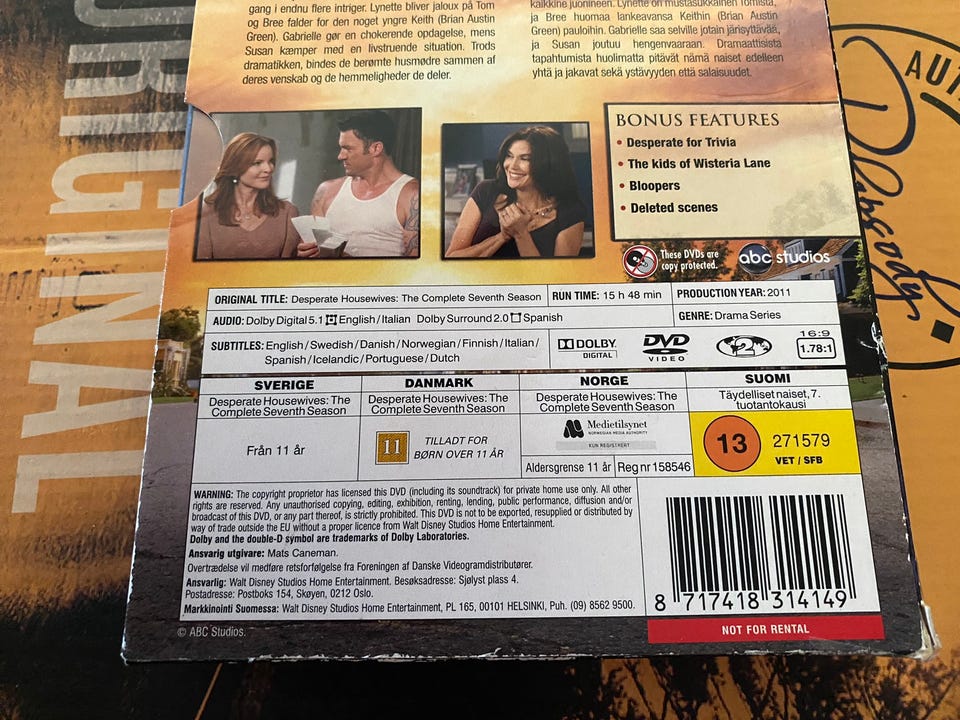 gang i endnu flere intriger. Lynette bliver jaloux på Tom
og Bree falder for den noget yngre Keith (Brian Austin
Green). Gabrielle gør en chokerende opdagelse, mens
Susan kæmper med en livstruende situation. Trods
dramatikken, bindes de berømte husmødre sammen af
deres venskab og de hemmeligheder de deler.
kaikkine juonineen. Lynette on mustasukkainen Tomista,
ja Bree huomaa lankeavansa Keithin (Brian Austin
Green) pauloihin. Gabrielle saa selville jotain järisyttävää,
ja Susan joutuu hengenvaaraan. Dramaattisista
tapahtumista huolimatta pitävät nämä naiset edelleen
yhtä ja jakavat sekä ystävyyden että salaisuudet.
BONUS FEATURES
• Desperate for Trivia
• The kids of Wisteria Lane
• Bloopers
• Deleted scenes
These DVDs are
copy protected.
abc studios
ORIGINAL TITLE: Desperate Housewives: The Complete Seventh Season
RUN TIME: 15 h 48 min
PRODUCTION YEAR: 2011
AUDIO: Dolby Digital 5.1 English/Italian Dolby Surround 2.0 Spanish
GENRE: Drama Series
SUBTITLES: English/Swedish/Danish/Norwegian/Finnish/Italian/
Spanish/Icelandic/Portuguese/Dutch
DOLBY
DIGITAL
DVD
VIDEO
2
16:9
1.78:1
SVERIGE
Desperate Housewives: The
Complete Seventh Season
Från 11 år
DANMARK
Desperate Housewives: The
Complete Seventh Season
11
TILLADT FOR
BØRN OVER 11 ÅR
NORGE
Desperate Housewives: The
Complete Seventh Season
Medietilsynet
NORWEGIAN MEDIA AUTHORITY
KUN REGISTRERT
Aldersgrense 11 år
Reg nr 158546
SUOMI
Täydelliset naiset, 7.
tuotantokausi
13
271579
VET / SFB
WARNING: The copyright proprietor has licensed this DVD (including its soundtrack) for private home use only. All other
rights are reserved. Any unauthorised copying, editing, exhibition, renting, lending, public performance, diffusion and/or
broadcast of this DVD, or any part thereof, is strictly prohibited. This DVD is not to be exported, resupplied or distributed by
way of trade outside the EU without a proper licence from Walt Disney Studios Home Entertainment.
Dolby and the double-D symbol are trademarks of Dolby Laboratories.
Ansvarig utgivare: Mats Caneman.
Overtrædelse vil medføre retsforfølgelse fra Foreningen af Danske Videogramdistributører.
Ansvarlig: Walt Disney Studios Home Entertainment. Besøksadresse: Sjølyst plass 4.
Postadresse: Postboks 154, Skøyen, 0212 Oslo.
Markkinointi Suomessa: Walt Disney Studios Home Entertainment, PL 165, 00101 HELSINKI, Puh. (09) 8562 9500.
8 717418 314149
NOT FOR RENTAL
© ABC Studios.